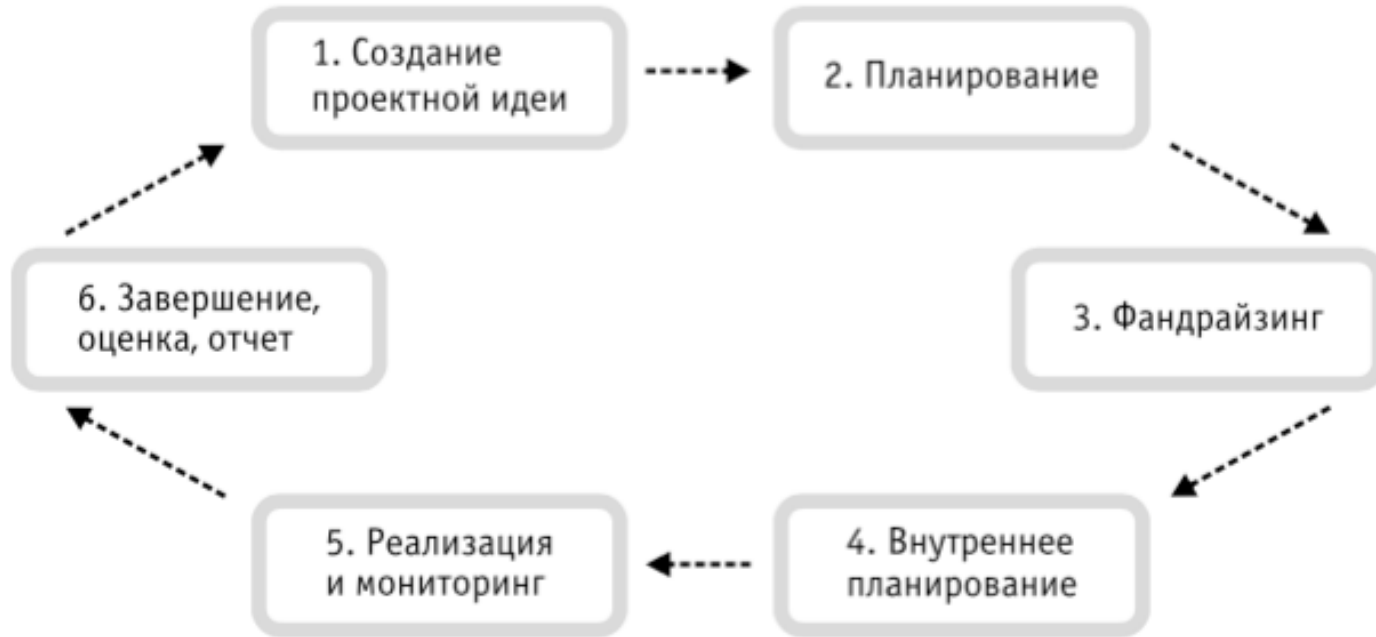 1. Создание
проектной идеи
2. Планирование
3. Фандрайзинг
4. Внутреннее
планирование
5. Реализация
и мониторинг
6. Завершение,
оценка, отчет